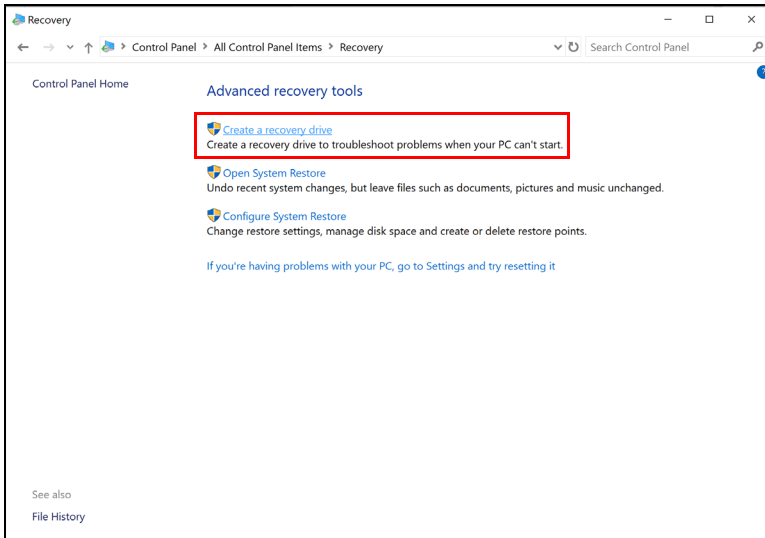 Recovery
Control Panel > All Control Panel Items > Recovery
Search Control Panel
Control Panel Home
Advanced recovery tools
Create a recovery drive
Create a recovery drive to troubleshoot problems when your PC can't start.
Open System Restore
Undo recent system changes, but leave files such as documents, pictures and music unchanged.
Configure System Restore
Change restore settings, manage disk space and create or delete restore points.
If you're having problems with your PC, go to Settings and try resetting it
See also
File History